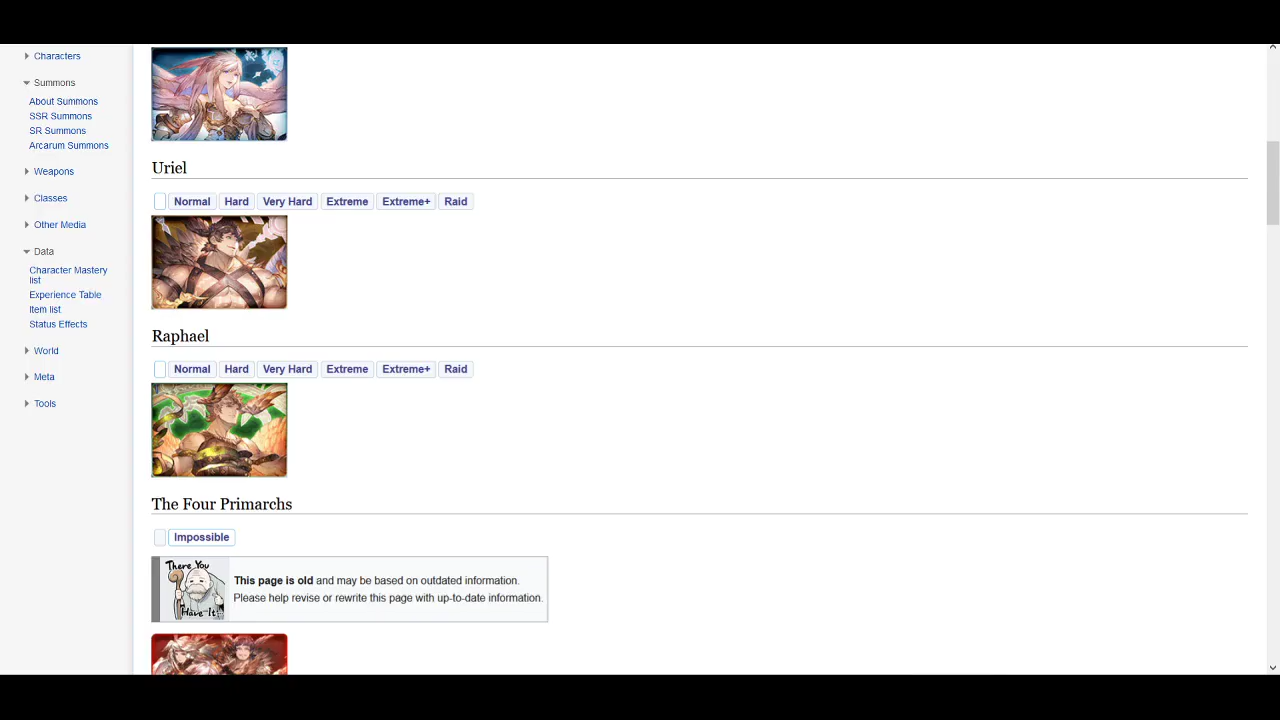 Characters
Summons
About Summons
SSR Summons
SR Summons
Arcarum Summons
Weapons
Classes
Other Media
Data
Character Mastery
list
Experience Table
Item list
Status Effects
World
Meta
Tools
Uriel
Normal Hard Very Hard Extreme Extreme+ Raid
Raphael
Normal Hard Very Hard Extreme Extreme+ Raid
The Four Primarchs
Impossible
There You
Have It!
This page is old and may be based on outdated information.
Please help revise or rewrite this page with up-to-date information.